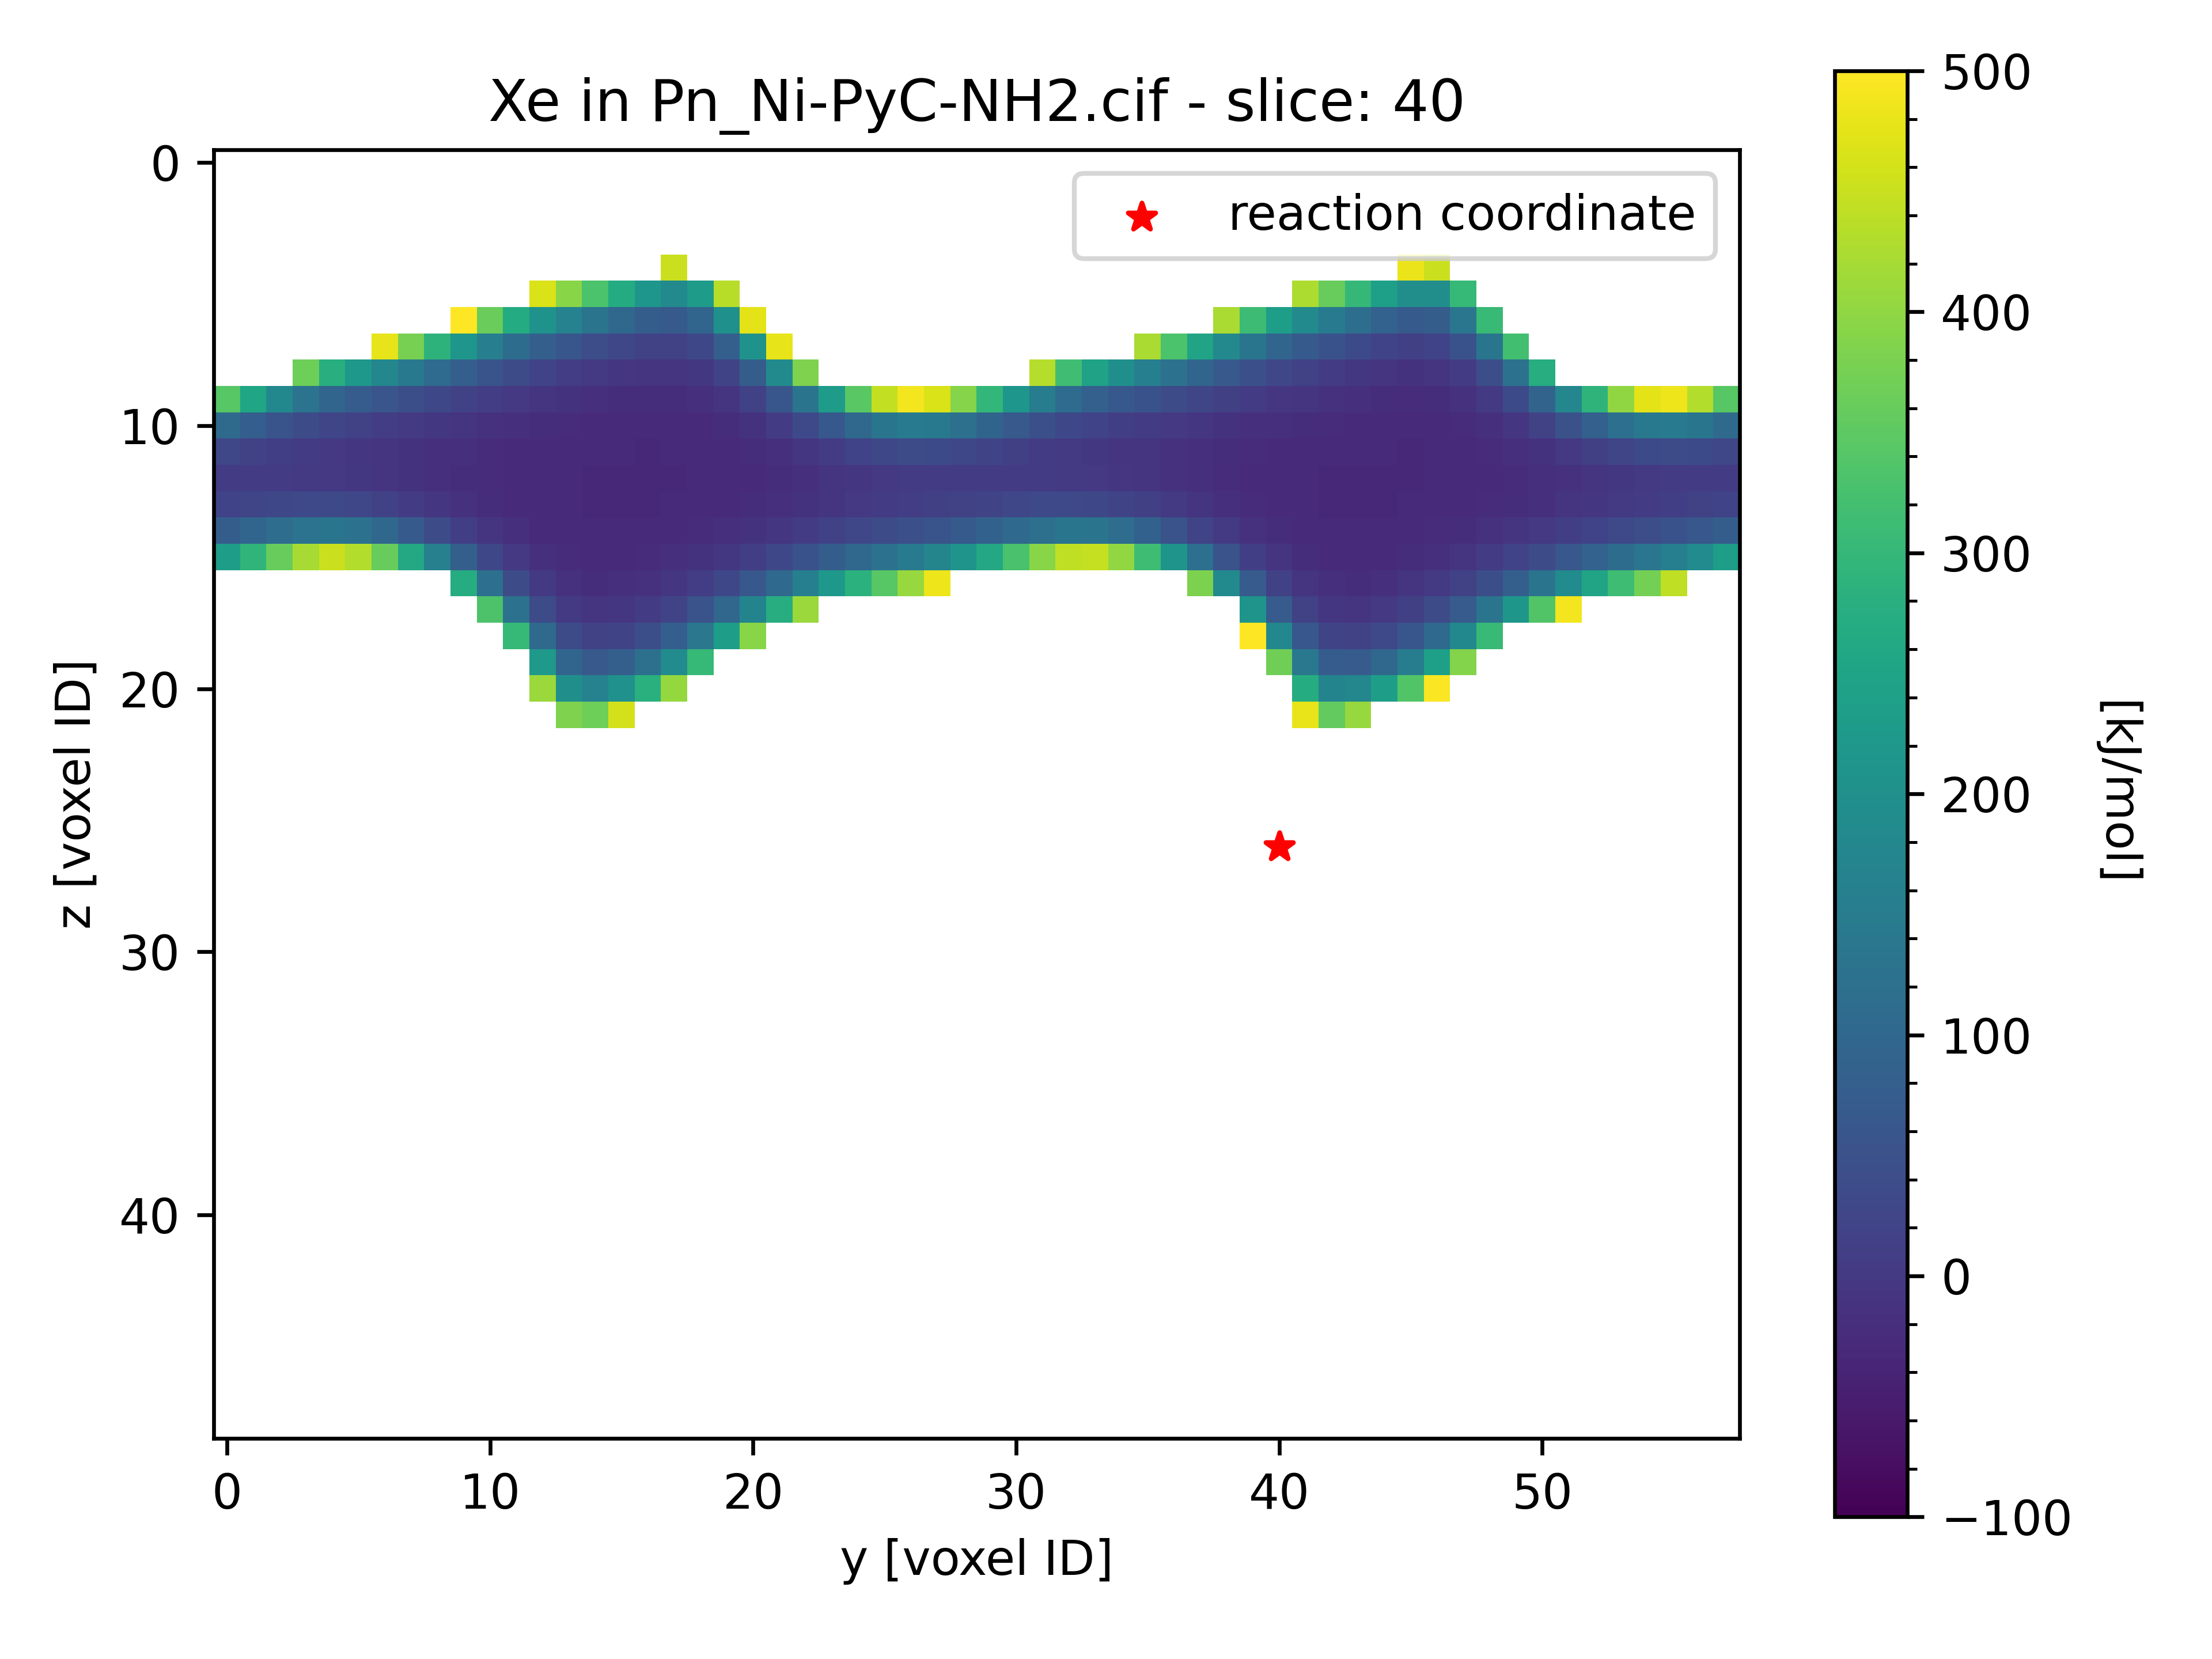 Xe in Pn_Ni-PyC-NH2.cif - slice: 40
reaction coordinate
0
10
20
30
40
z [voxel ID]
0 10 20 30 40 50
y [voxel ID]
500
400
300
200
100
0
−100
[kJ/mol]